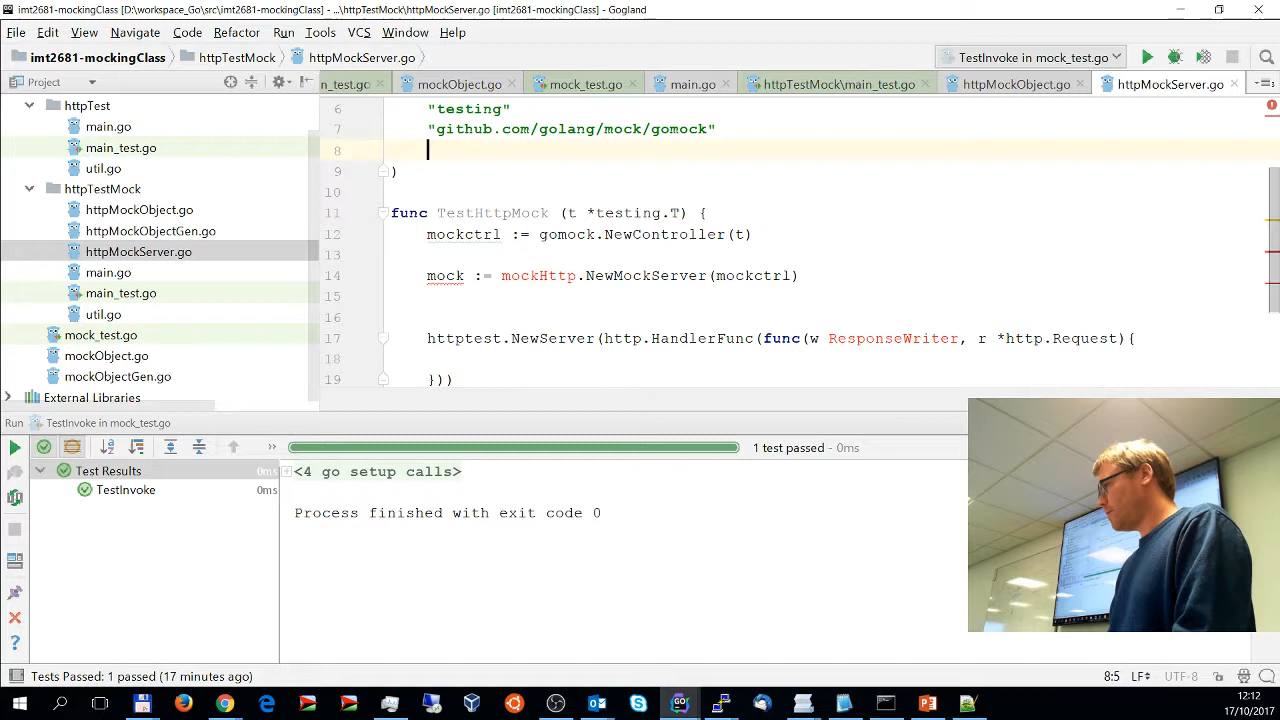 imt2681-mockingClass [D:\workspace_Go\src\imt2681-mockingClass] - ...\httpTestMock\httpMockServer.go [imt2681-mockingClass] - Gogland
File Edit View Navigate Code Refactor Run Tools VCS Window Help
imt2681-mockingClass httpTestMock httpMockServer.go TestInvoke in mock_test.go
Project n_test.go mockObject.go mock_test.go main.go httpTestMock\main_test.go httpMockObject.go httpMockServer.go
httpTest
main.go
main_test.go
util.go
httpTestMock
httpMockObject.go
httpMockObjectGen.go
httpMockServer.go
main.go
main_test.go
util.go
mock_test.go
mockObject.go
mockObjectGen.go
External Libraries
6 "testing"
7 "github.com/golang/mock/gomock"
8
9 )
10
11 func TestHttpMock (t *testing.T) {
12 mockctrl := gomock.NewController(t)
13
14 mock := mockHttp.NewMockServer(mockctrl)
15
16
17 httptest.NewServer(http.HandlerFunc(func(w ResponseWriter, r *http.Request){
18
19 }))
Run TestInvoke in mock_test.go
1 test passed - 0ms
Test Results 0ms
TestInvoke 0ms
<4 go setup calls>
Process finished with exit code 0
Tests Passed: 1 passed (17 minutes ago) 8:5 LF UTF-8
12:12
17/10/2017